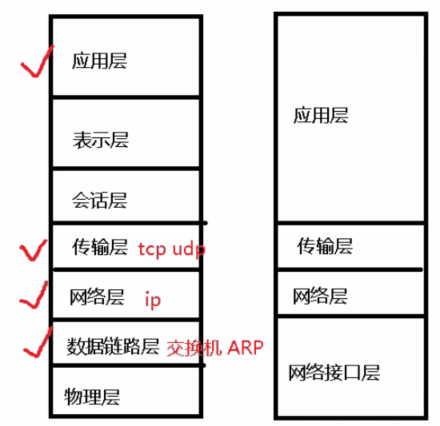 应用层
表示层
会话层
传输层 tcp udp
网络层 ip
数据链路层 交换机 ARP
物理层
应用层
传输层
网络层
网络接口层